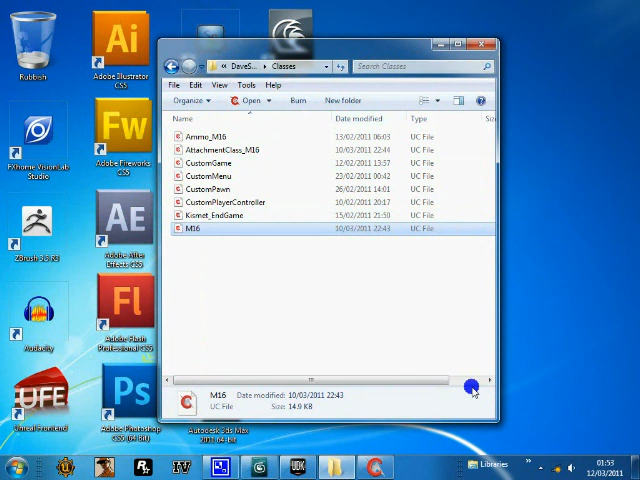 Rubbish
Ai
Adobe Illustrator
CS5
FXhome VisionLab
Studio
Fw
Adobe Fireworks
CS5
ZBrush 3.5 R3
AE
Adobe After
Effects CS5
Audacity
Fl
Adobe Flash
Professional CS5
UFE
Unreal Frontend
Ps
Adobe Photoshop
CS5 (64 Bit)
Autodesk 3ds Max
2011 64-bit
« DaveS... ▸ Classes
Search Classes
File Edit View Tools Help
Organize Open Burn New folder
Name Date modified Type Siz
Ammo_M16 13/02/2011 06:03 UC File
AttachmentClass_M16 10/03/2011 22:44 UC File
CustomGame 12/02/2011 13:57 UC File
CustomMenu 23/02/2011 00:42 UC File
CustomPawn 26/02/2011 14:01 UC File
CustomPlayerController 10/02/2011 20:17 UC File
Kismet_EndGame 15/02/2011 21:50 UC File
M16 10/03/2011 22:43 UC File
M16 Date modified: 10/03/2011 22:43
UC File Size: 14.9 KB
IV
UDK
Libraries »
01:53
12/03/2011